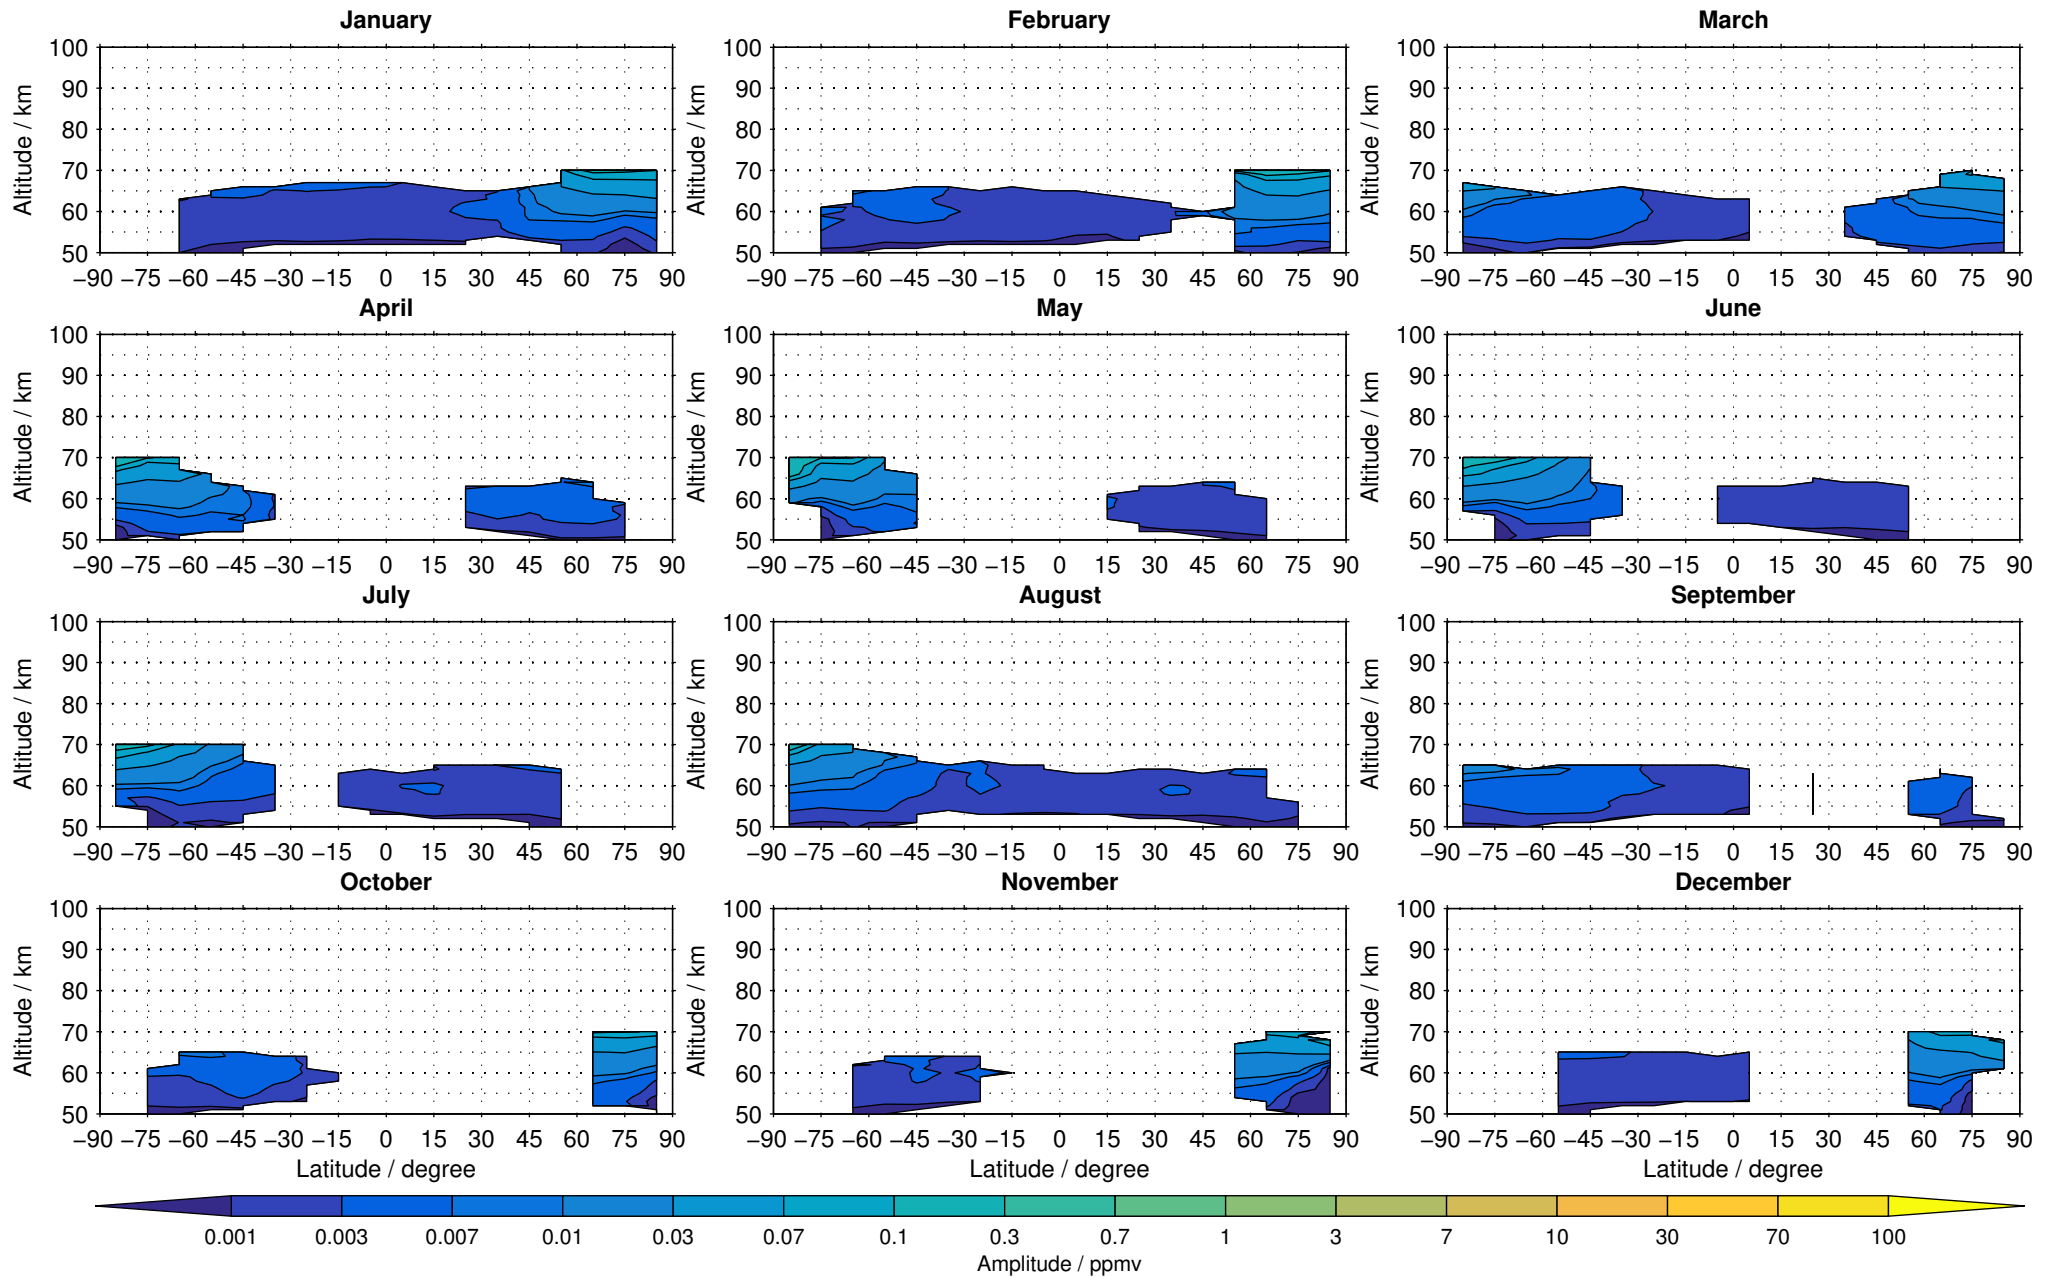 January February March
100 100 100
Altitude / km Altitude / km Altitude / km
90 90 90
80 80 80
70 70 70
60 60 60
50 50 50
−90 −75 −60 −45 −30 −15 0 15 30 45 60 75 90 −90 −75 −60 −45 −30 −15 0 15 30 45 60 75 90 −90 −75 −60 −45 −30 −15 0 15 30 45 60 75 90
April May June
100 100 100
Altitude / km Altitude / km Altitude / km
90 90 90
80 80 80
70 70 70
60 60 60
50 50 50
−90 −75 −60 −45 −30 −15 0 15 30 45 60 75 90 −90 −75 −60 −45 −30 −15 0 15 30 45 60 75 90 −90 −75 −60 −45 −30 −15 0 15 30 45 60 75 90
July August September
100 100 100
Altitude / km Altitude / km Altitude / km
90 90 90
80 80 80
70 70 70
60 60 60
50 50 50
−90 −75 −60 −45 −30 −15 0 15 30 45 60 75 90 −90 −75 −60 −45 −30 −15 0 15 30 45 60 75 90 −90 −75 −60 −45 −30 −15 0 15 30 45 60 75 90
October November December
100 100 100
Altitude / km Altitude / km Altitude / km
90 90 90
80 80 80
70 70 70
60 60 60
50 50 50
−90 −75 −60 −45 −30 −15 0 15 30 45 60 75 90 −90 −75 −60 −45 −30 −15 0 15 30 45 60 75 90 −90 −75 −60 −45 −30 −15 0 15 30 45 60 75 90
Latitude / degree Latitude / degree Latitude / degree
0.001 0.003 0.007 0.01 0.03 0.07 0.1 0.3 0.7 1 3 7 10 30 70 100
Amplitude / ppmv